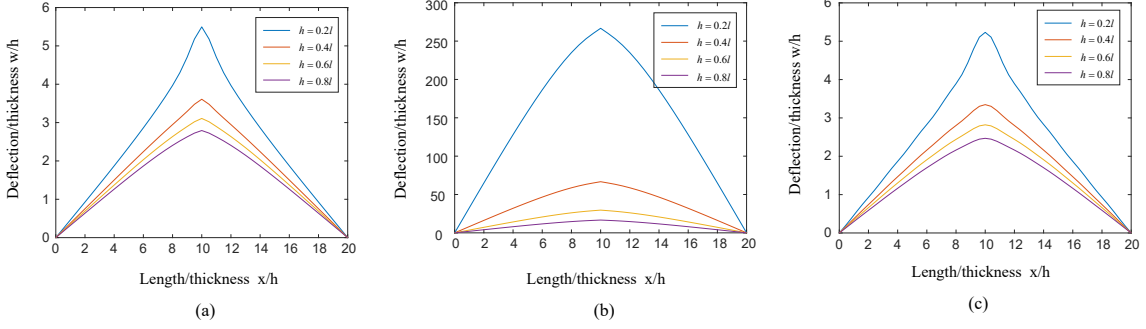 6
5
4
3
2
1
0
0 2 4 6 8 10 12 14 16 18 20
Deflection/thickness w/h
Length/thickness x/h
h = 0.2l
h = 0.4l
h = 0.6l
h = 0.8l
(a)
300
250
200
150
100
50
0
0 2 4 6 8 10 12 14 16 18 20
Deflection/thickness w/h
Length/thickness x/h
h = 0.2l
h = 0.4l
h = 0.6l
h = 0.8l
(b)
6
5
4
3
2
1
0
0 2 4 6 8 10 12 14 16 18 20
Deflection/thickness w/h
Length/thickness x/h
h = 0.2l
h = 0.4l
h = 0.6l
h = 0.8l
(c)